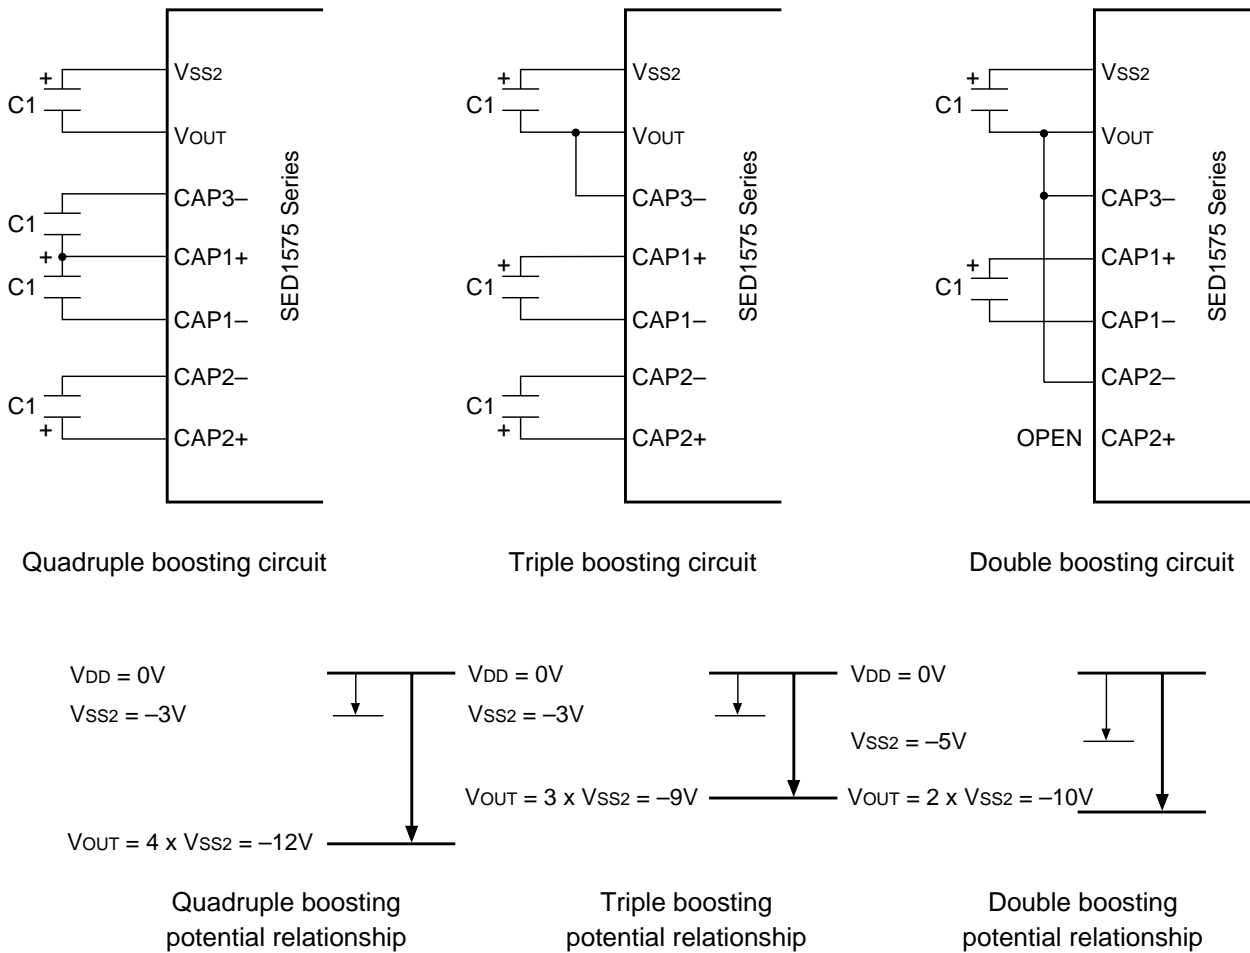 +
C1
VSS2
VOUT
CAP3–
C1
+
CAP1+
C1
CAP1–
CAP2–
C1
+
CAP2+
SED1575 Series
+
C1
VSS2
VOUT
CAP3–
+
CAP1+
C1
CAP1–
CAP2–
C1
+
CAP2+
SED1575 Series
+
C1
VSS2
VOUT
CAP3–
+
CAP1+
C1
CAP1–
CAP2–
OPEN
CAP2+
SED1575 Series
Quadruple boosting circuit
Triple boosting circuit
Double boosting circuit
VDD = 0V
VSS2 = –3V
VOUT = 4 x VSS2 = –12V
VDD = 0V
VSS2 = –3V
VOUT = 3 x VSS2 = –9V
VDD = 0V
VSS2 = –5V
VOUT = 2 x VSS2 = –10V
Quadruple boosting
potential relationship
Triple boosting
potential relationship
Double boosting
potential relationship